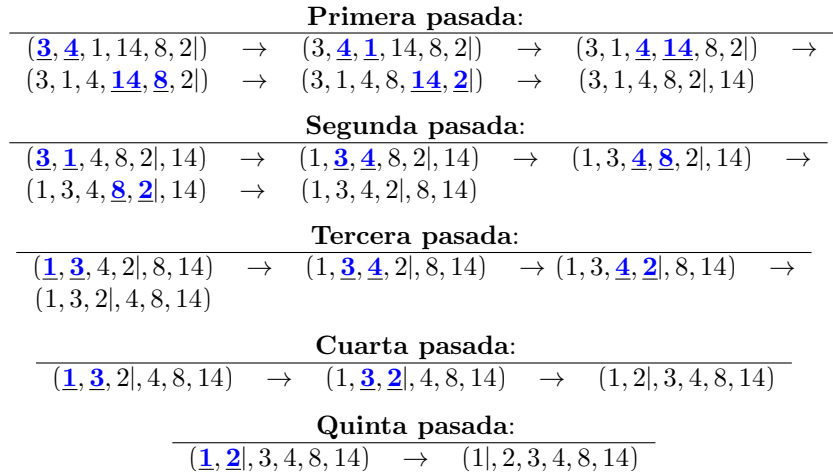 Primera pasada:
(3, 4, 1, 14, 8, 2|) → (3, 4, 1, 14, 8, 2|) → (3, 1, 4, 14, 8, 2|) →
(3, 1, 4, 14, 8, 2|) → (3, 1, 4, 8, 14, 2|) → (3, 1, 4, 8, 2|, 14)
Segunda pasada:
(3, 1, 4, 8, 2|, 14) → (1, 3, 4, 8, 2|, 14) → (1, 3, 4, 8, 2|, 14) →
(1, 3, 4, 8, 2|, 14) → (1, 3, 4, 2|, 8, 14)
Tercera pasada:
(1, 3, 4, 2|, 8, 14) → (1, 3, 4, 2|, 8, 14) → (1, 3, 4, 2|, 8, 14) →
(1, 3, 2|, 4, 8, 14)
Cuarta pasada:
(1, 3, 2|, 4, 8, 14) → (1, 3, 2|, 4, 8, 14) → (1, 2|, 3, 4, 8, 14)
Quinta pasada:
(1, 2|, 3, 4, 8, 14) → (1|, 2, 3, 4, 8, 14)